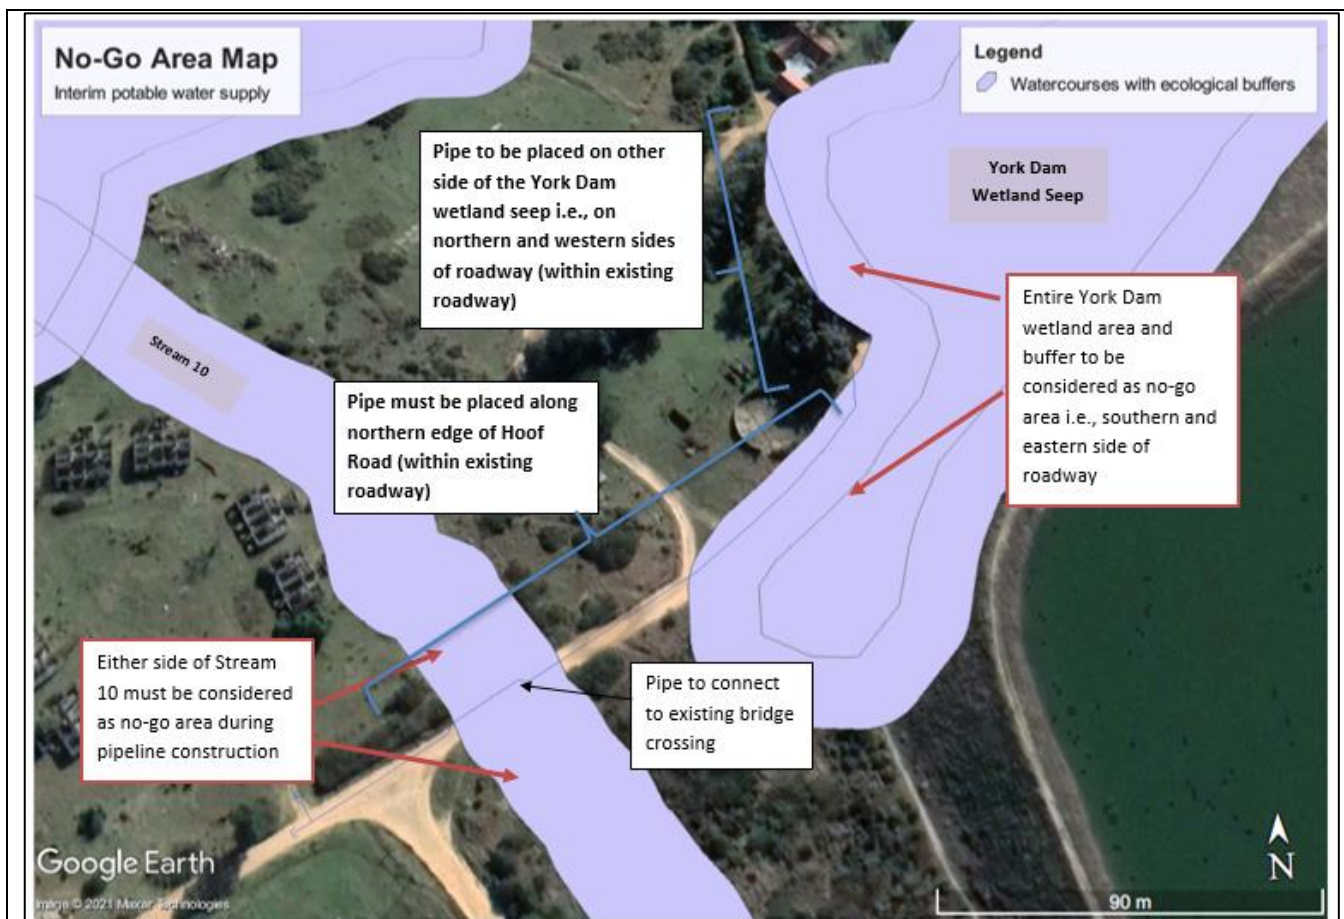 No-Go Area Map
Interim potable water supply
Legend
Watercourses with ecological buffers
Pipe to be placed on other
side of the York Dam
wetland seep i.e., on
northern and western sides
of roadway (within existing
roadway)
York Dam
Wetland Seep
Entire York Dam
wetland area and
buffer to be
considered as no-go
area i.e., southern and
eastern side of
roadway
Stream 10
Pipe must be placed along
northern edge of Hoof
Road (within existing
roadway)
Either side of Stream
10 must be considered
as no-go area during
pipeline construction
Pipe to connect
to existing bridge
crossing
Google Earth
Image © 2021 Maxar Technologies
N
90 m